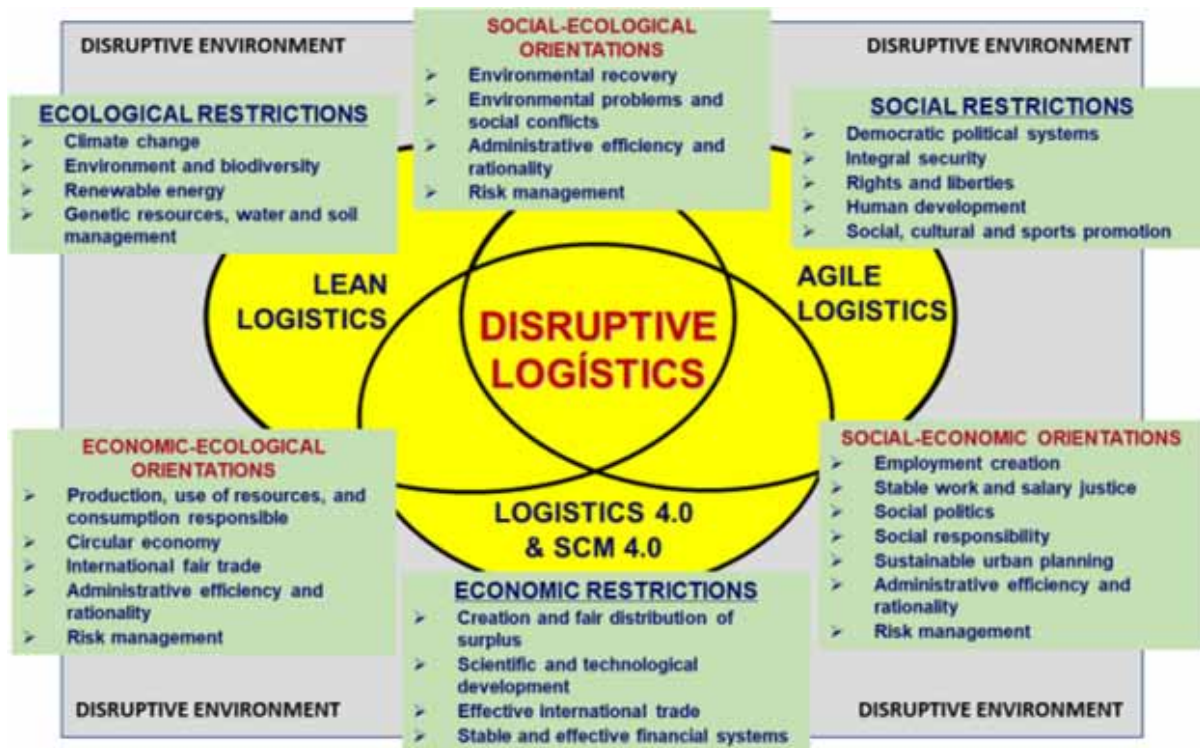 DISRUPTIVE ENVIRONMENT
SOCIAL-ECOLOGICAL
ORIENTATIONS
➢ Environmental recovery
➢ Environmental problems and
social conflicts
➢ Administrative efficiency and
rationality
➢ Risk management
DISRUPTIVE ENVIRONMENT
ECOLOGICAL RESTRICTIONS
➢ Climate change
➢ Environment and biodiversity
➢ Renewable energy
➢ Genetic resources, water and soil
management
SOCIAL RESTRICTIONS
➢ Democratic political systems
➢ Integral security
➢ Rights and liberties
➢ Human development
➢ Social, cultural and sports promotion
LEAN
LOGISTICS
DISRUPTIVE
LOGÍSTICS
AGILE
LOGISTICS
ECONOMIC-ECOLOGICAL
ORIENTATIONS
➢ Production, use of resources, and
consumption responsible
➢ Circular economy
➢ International fair trade
➢ Administrative efficiency and
rationality
➢ Risk management
LOGISTICS 4.0
& SCM 4.0
SOCIAL-ECONOMIC ORIENTATIONS
➢ Employment creation
➢ Stable work and salary justice
➢ Social politics
➢ Social responsibility
➢ Sustainable urban planning
➢ Administrative efficiency and
rationality
➢ Risk management
ECONOMIC RESTRICTIONS
➢ Creation and fair distribution of
surplus
➢ Scientific and technological
development
➢ Effective international trade
➢ Stable and effective financial systems
DISRUPTIVE ENVIRONMENT
DISRUPTIVE ENVIRONMENT